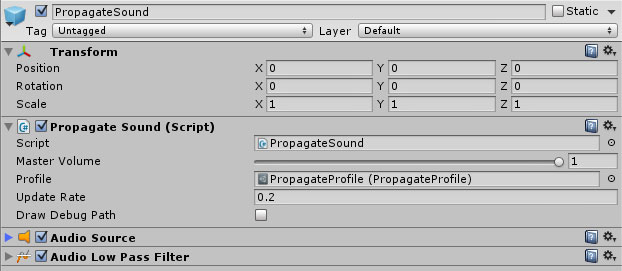 PropagateSound Static
Tag Untagged Layer Default
Transform
Position X 0 Y 0 Z 0
Rotation X 0 Y 0 Z 0
Scale X 1 Y 1 Z 1
Propagate Sound (Script)
Script PropagateSound
Master Volume 1
Profile PropagateProfile (PropagateProfile)
Update Rate 0.2
Draw Debug Path
Audio Source
Audio Low Pass Filter